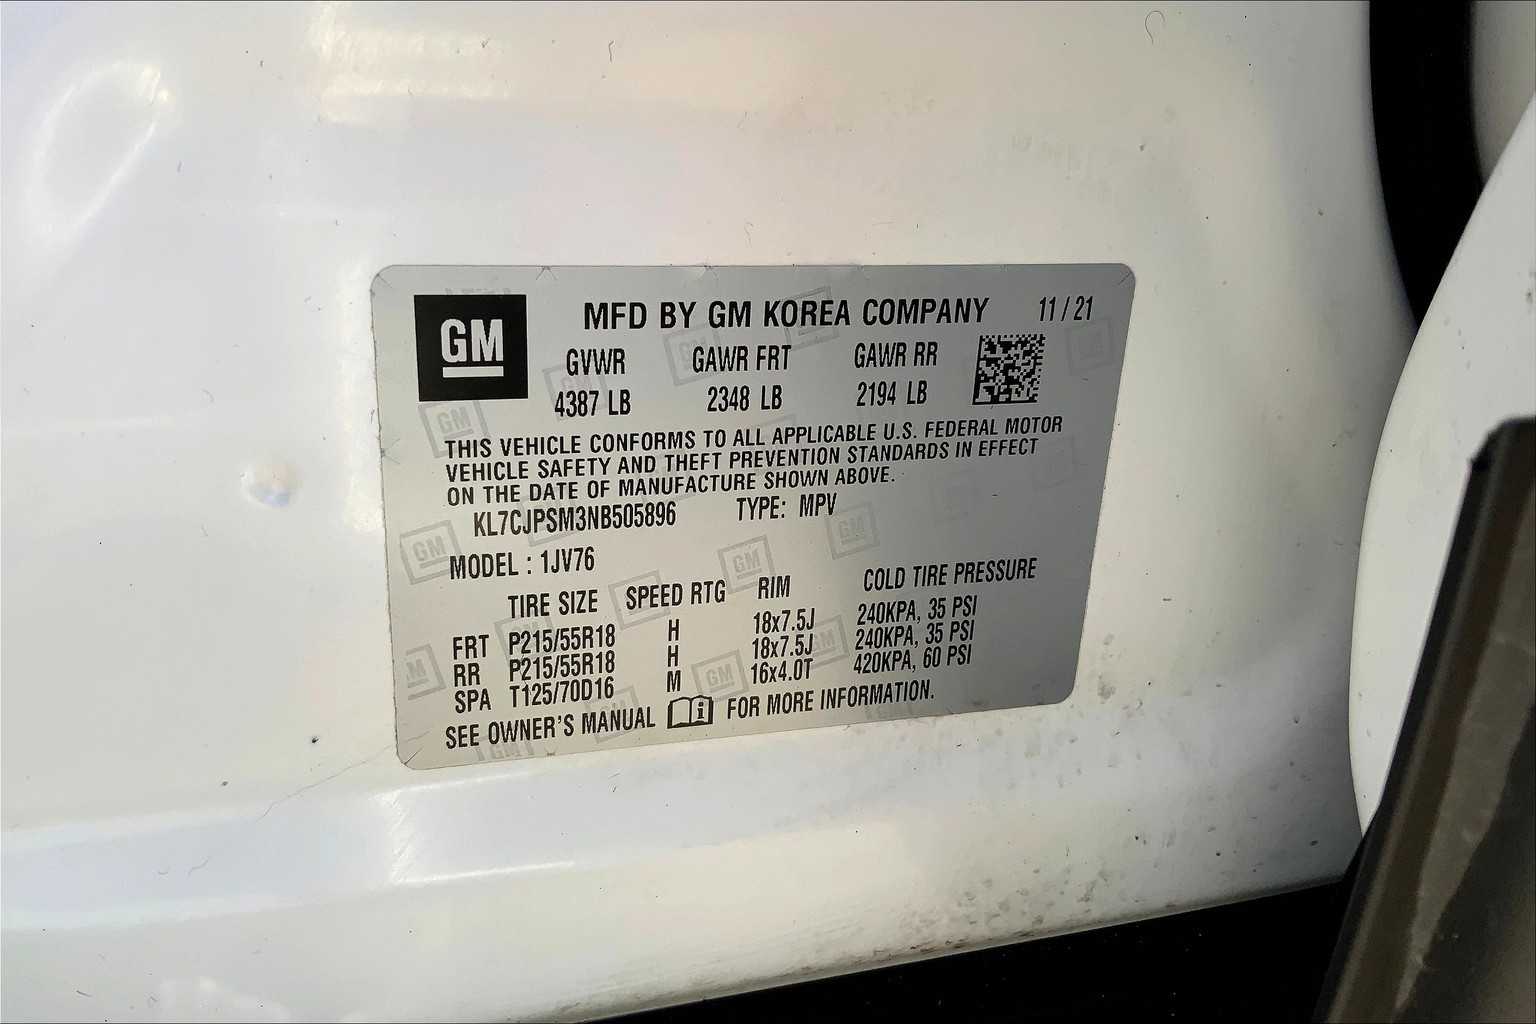 GM MFD BY GM KOREA COMPANY 11/21
GVWR GAWR FRT GAWR RR
4387 LB 2348 LB 2194 LB
THIS VEHICLE CONFORMS TO ALL APPLICABLE U.S. FEDERAL MOTOR
VEHICLE SAFETY AND THEFT PREVENTION STANDARDS IN EFFECT
ON THE DATE OF MANUFACTURE SHOWN ABOVE.
KL7CJPSM3NB505896 TYPE: MPV
MODEL : 1JV76
TIRE SIZE SPEED RTG RIM COLD TIRE PRESSURE
FRT P215/55R18 H 18x7.5J 240KPA, 35 PSI
RR P215/55R18 H 18x7.5J 240KPA, 35 PSI
SPA T125/70D16 M 16x4.0T 420KPA, 60 PSI
SEE OWNER'S MANUAL i FOR MORE INFORMATION.